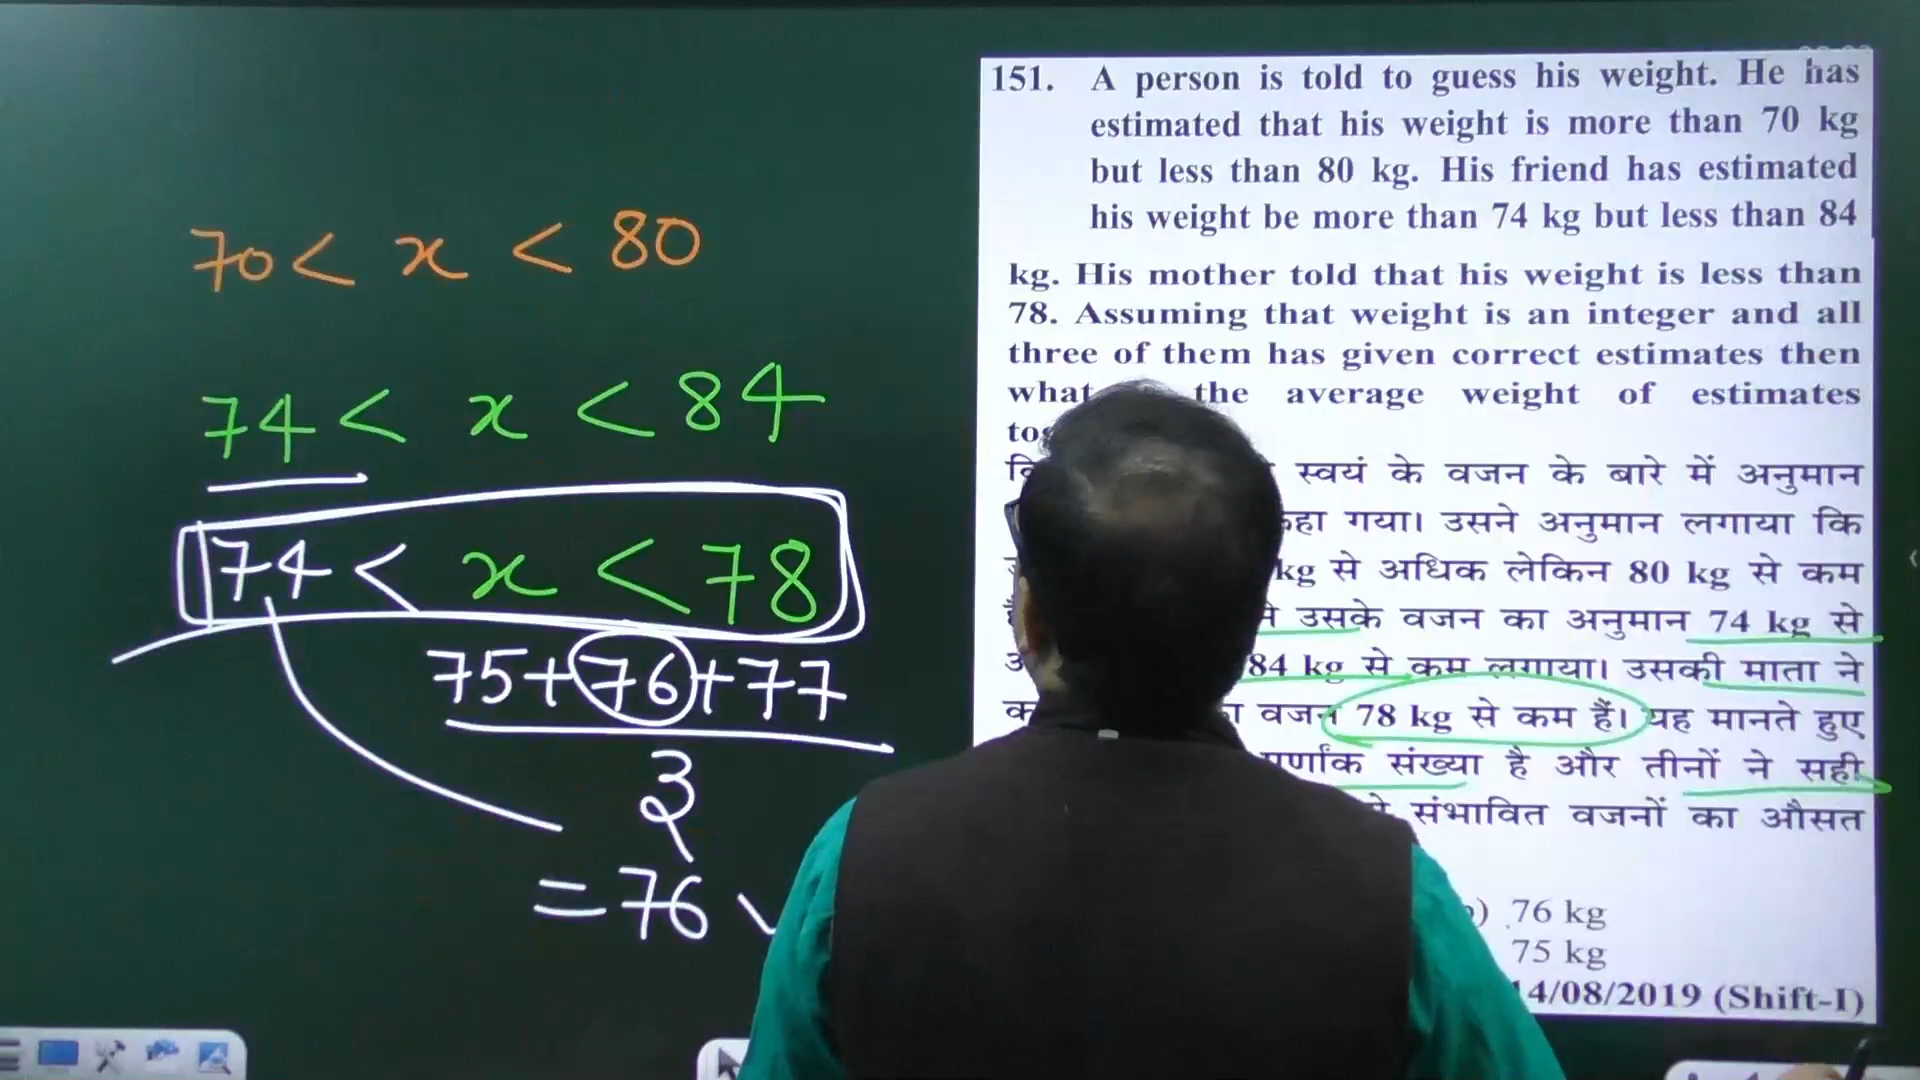 70 < x < 80
74 < x < 84
74 < x < 78
75+76+77
3
=76
151. A person is told to guess his weight. He has
estimated that his weight is more than 70 kg
but less than 80 kg. His friend has estimated
his weight be more than 74 kg but less than 84
kg. His mother told that his weight is less than
78. Assuming that weight is an integer and all
three of them has given correct estimates then
what the average weight of estimates
स्वयं के वजन के बारे में अनुमान
गया। उसने अनुमान लगाया कि
kg से अधिक लेकिन 80 kg से कम
उसके वजन का अनुमान 74 kg से
84 kg से कम लगाया। उसकी माता ने
वजन 78 kg से कम हैं। यह मानते हुए
संख्या है और तीनों ने सही
संभावित वजनों का औसत
76 kg
75 kg
14/08/2019 (Shift-I)